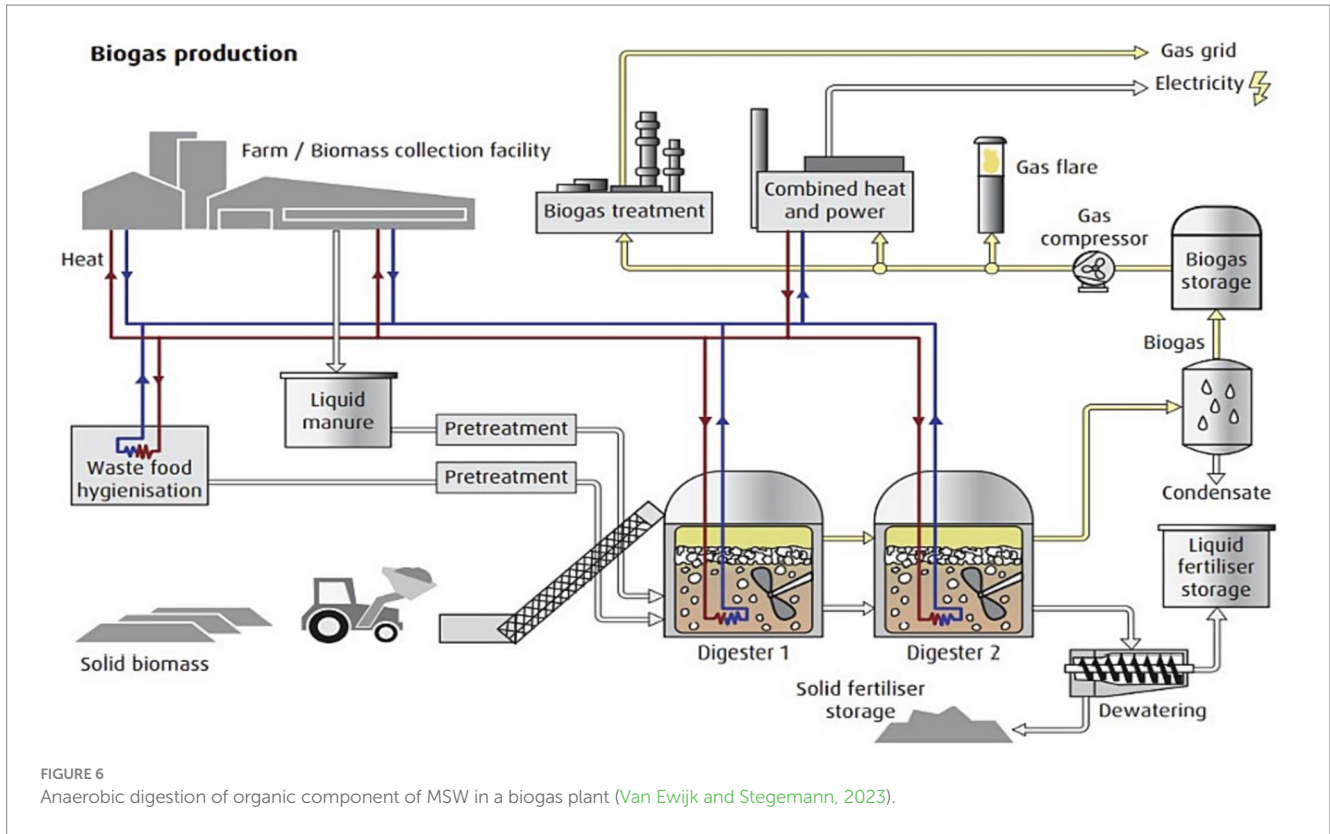 Biogas production
Gas grid
Electricity
Farm / Biomass collection facility
Gas flare
Biogas treatment
Combined heat
and power
Gas
compressor
Biogas
storage
Heat
Biogas
Liquid
manure
Pretreatment
Waste food
hygienisation
Pretreatment
Condensate
Liquid
fertiliser
storage
Solid biomass
Digester 1
Digester 2
Solid fertiliser
storage
Dewatering
FIGURE 6
Anaerobic digestion of organic component of MSW in a biogas plant (Van Ewijk and Stegemann, 2023).